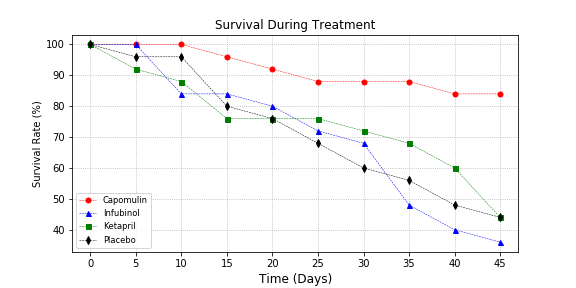 Survival During Treatment
100
90
80
70
60
50
40
Survival Rate (%)
Capomulin
Infubinol
Ketapril
Placebo
0 5 10 15 20 25 30 35 40 45
Time (Days)